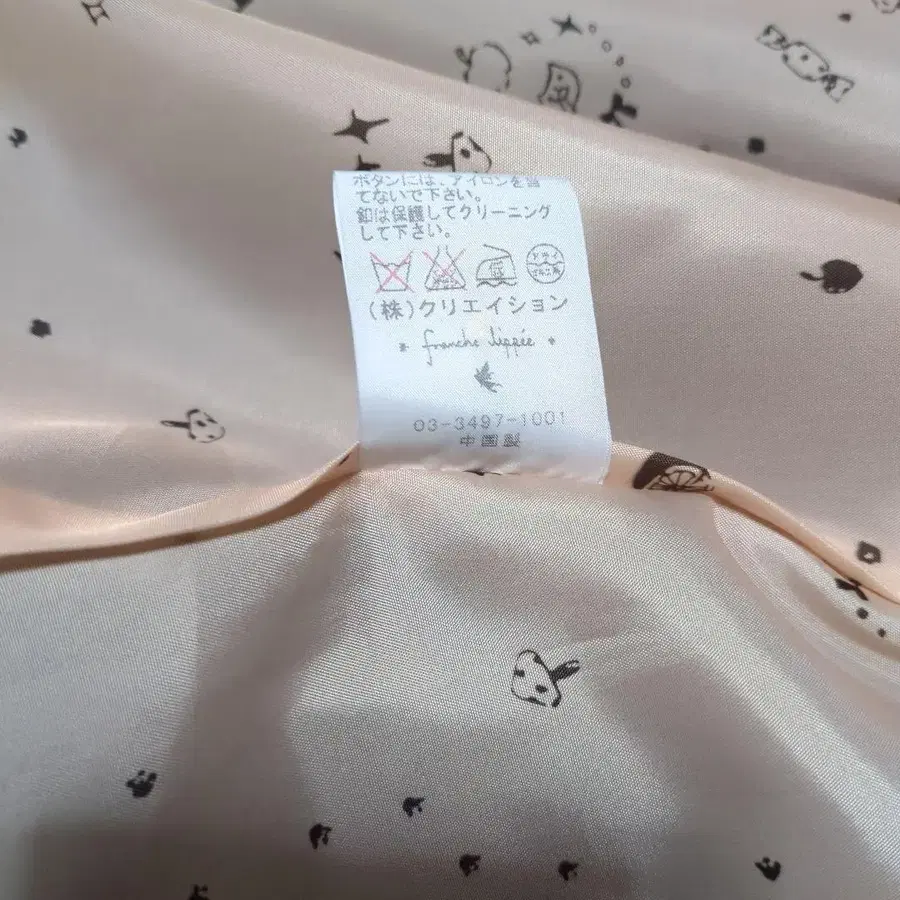 ボタンには、アイロンを当
てないで下さい。
釦は保護してクリーニング
して下さい。
(株)クリエイション
franche lippée
03-3497-1001
中国製